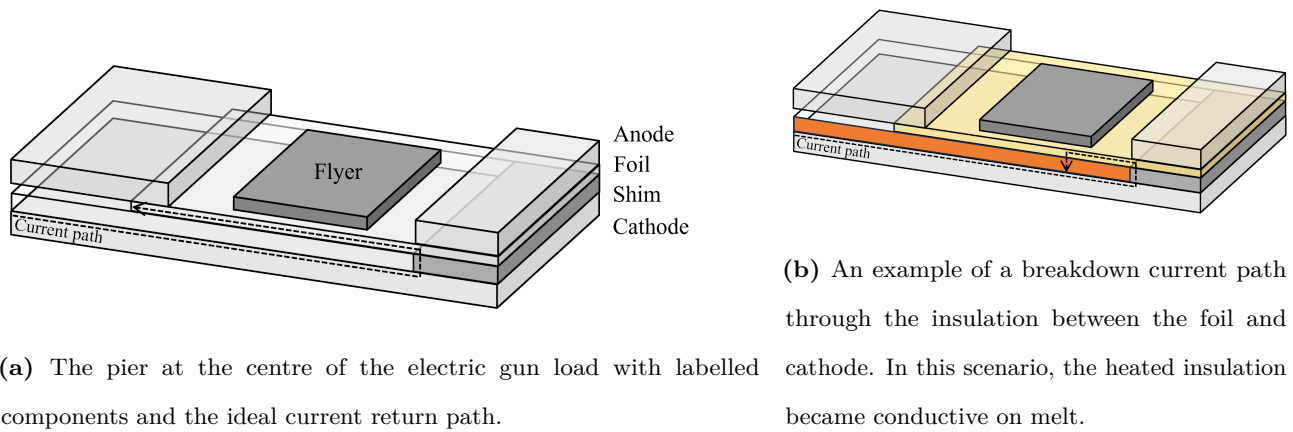 Anode
Foil
Shim
Cathode
Flyer
Current path
(a) The pier at the centre of the electric gun load with labelled
components and the ideal current return path.
Current path
(b) An example of a breakdown current path
through the insulation between the foil and
cathode. In this scenario, the heated insulation
became conductive on melt.